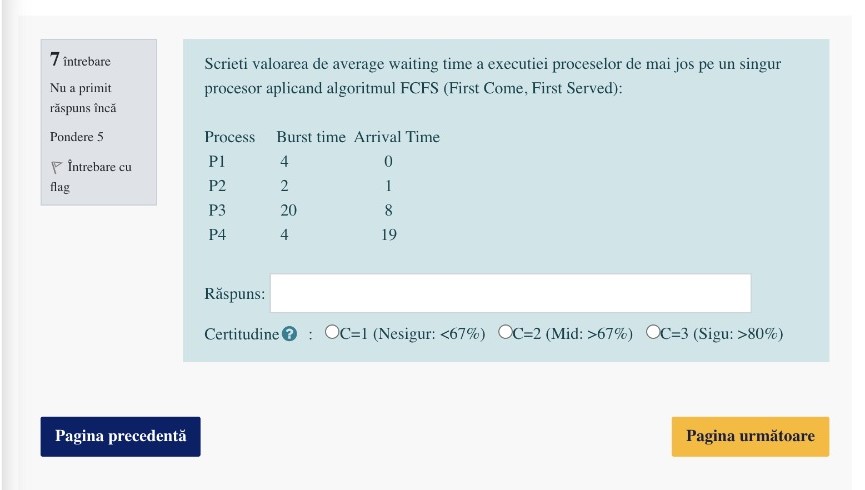 7 întrebare
Nu a primit
răspuns încă
Pondere 5
Întrebare cu
flag
Scrieti valoarea de average waiting time a executiei proceselor de mai jos pe un singur
procesor aplicand algoritmul FCFS (First Come, First Served):
Process Burst time Arrival Time
P1 4 0
P2 2 1
P3 20 8
P4 4 19
Răspuns:
Certitudine ? : C=1 (Nesigur: <67%) C=2 (Mid: >67%) C=3 (Sigu: >80%)
Pagina precedentă
Pagina următoare